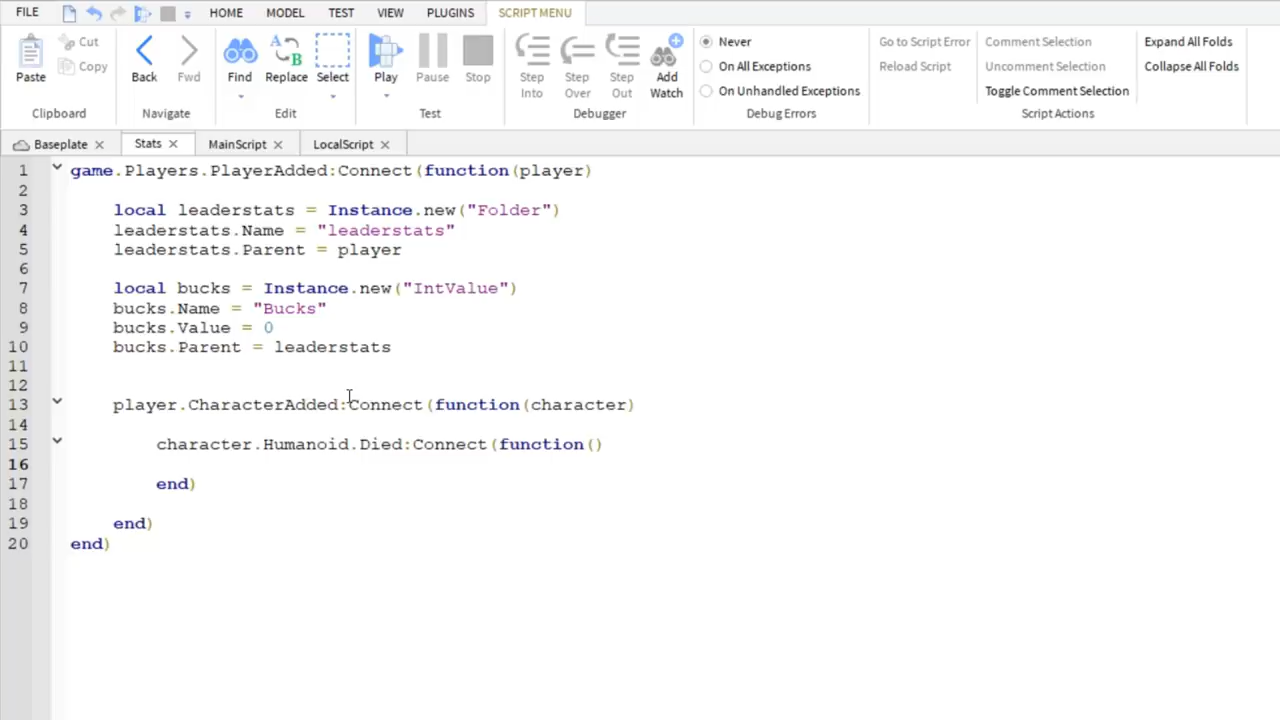 FILE HOME MODEL TEST VIEW PLUGINS SCRIPT MENU
Paste
Cut
Copy
Clipboard
Back Fwd
Navigate
Find Replace Select
Edit
Play Pause Stop
Test
Step Into
Step Over
Step Out
Add Watch
Debugger
Never
On All Exceptions
On Unhandled Exceptions
Debug Errors
Go to Script Error
Reload Script
Comment Selection
Uncomment Selection
Toggle Comment Selection
Expand All Folds
Collapse All Folds
Script Actions
Baseplate Stats MainScript LocalScript
1 game.Players.PlayerAdded:Connect(function(player)
2
3 local leaderstats = Instance.new("Folder")
4 leaderstats.Name = "leaderstats"
5 leaderstats.Parent = player
6
7 local bucks = Instance.new("IntValue")
8 bucks.Name = "Bucks"
9 bucks.Value = 0
10 bucks.Parent = leaderstats
11
12
13 player.CharacterAdded:Connect(function(character)
14
15 character.Humanoid.Died:Connect(function()
16
17 end)
18
19 end)
20 end)